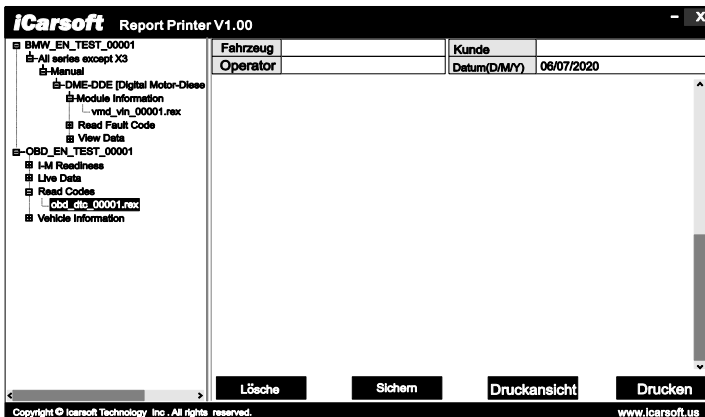 iCarsoft Report Printer V1.00
BMW_EN_TEST_00001
All series except X3
Manual
DME-DDE [Digital Motor-Diese
Module Information
vmd_vin_00001.rex
Read Fault Code
View Data
OBD_EN_TEST_00001
I-M Readiness
Live Data
Read Codes
obd_dtc_00001.rex
Vehicle Information
Fahrzeug
Kunde
Operator
Datum(D/M/Y) 06/07/2020
Lösche
Sichern
Druckansicht
Drucken
Copyright © Icarsoft Technology Inc . All rights reserved.
www.icarsoft.us